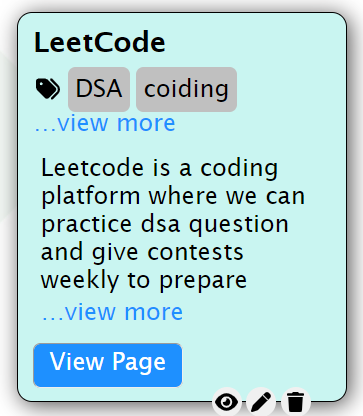 LeetCode
DSA coiding
...view more
Leetcode is a coding
platform where we can
practice dsa question
and give contests
weekly to prepare
...view more
View Page